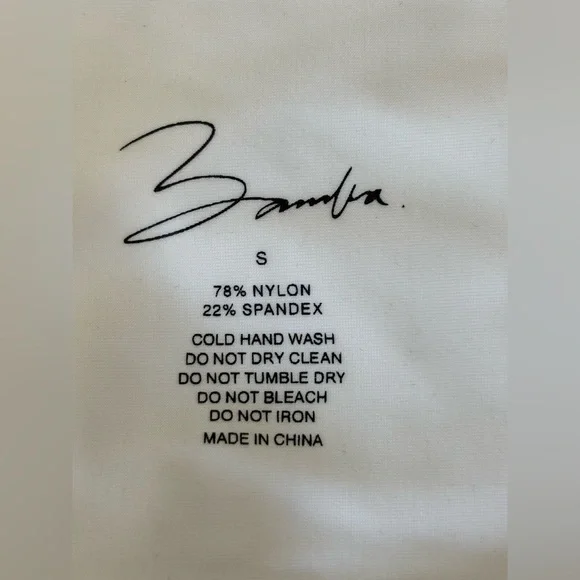 Bamba.
S
78% NYLON
22% SPANDEX
COLD HAND WASH
DO NOT DRY CLEAN
DO NOT TUMBLE DRY
DO NOT BLEACH
DO NOT IRON
MADE IN CHINA